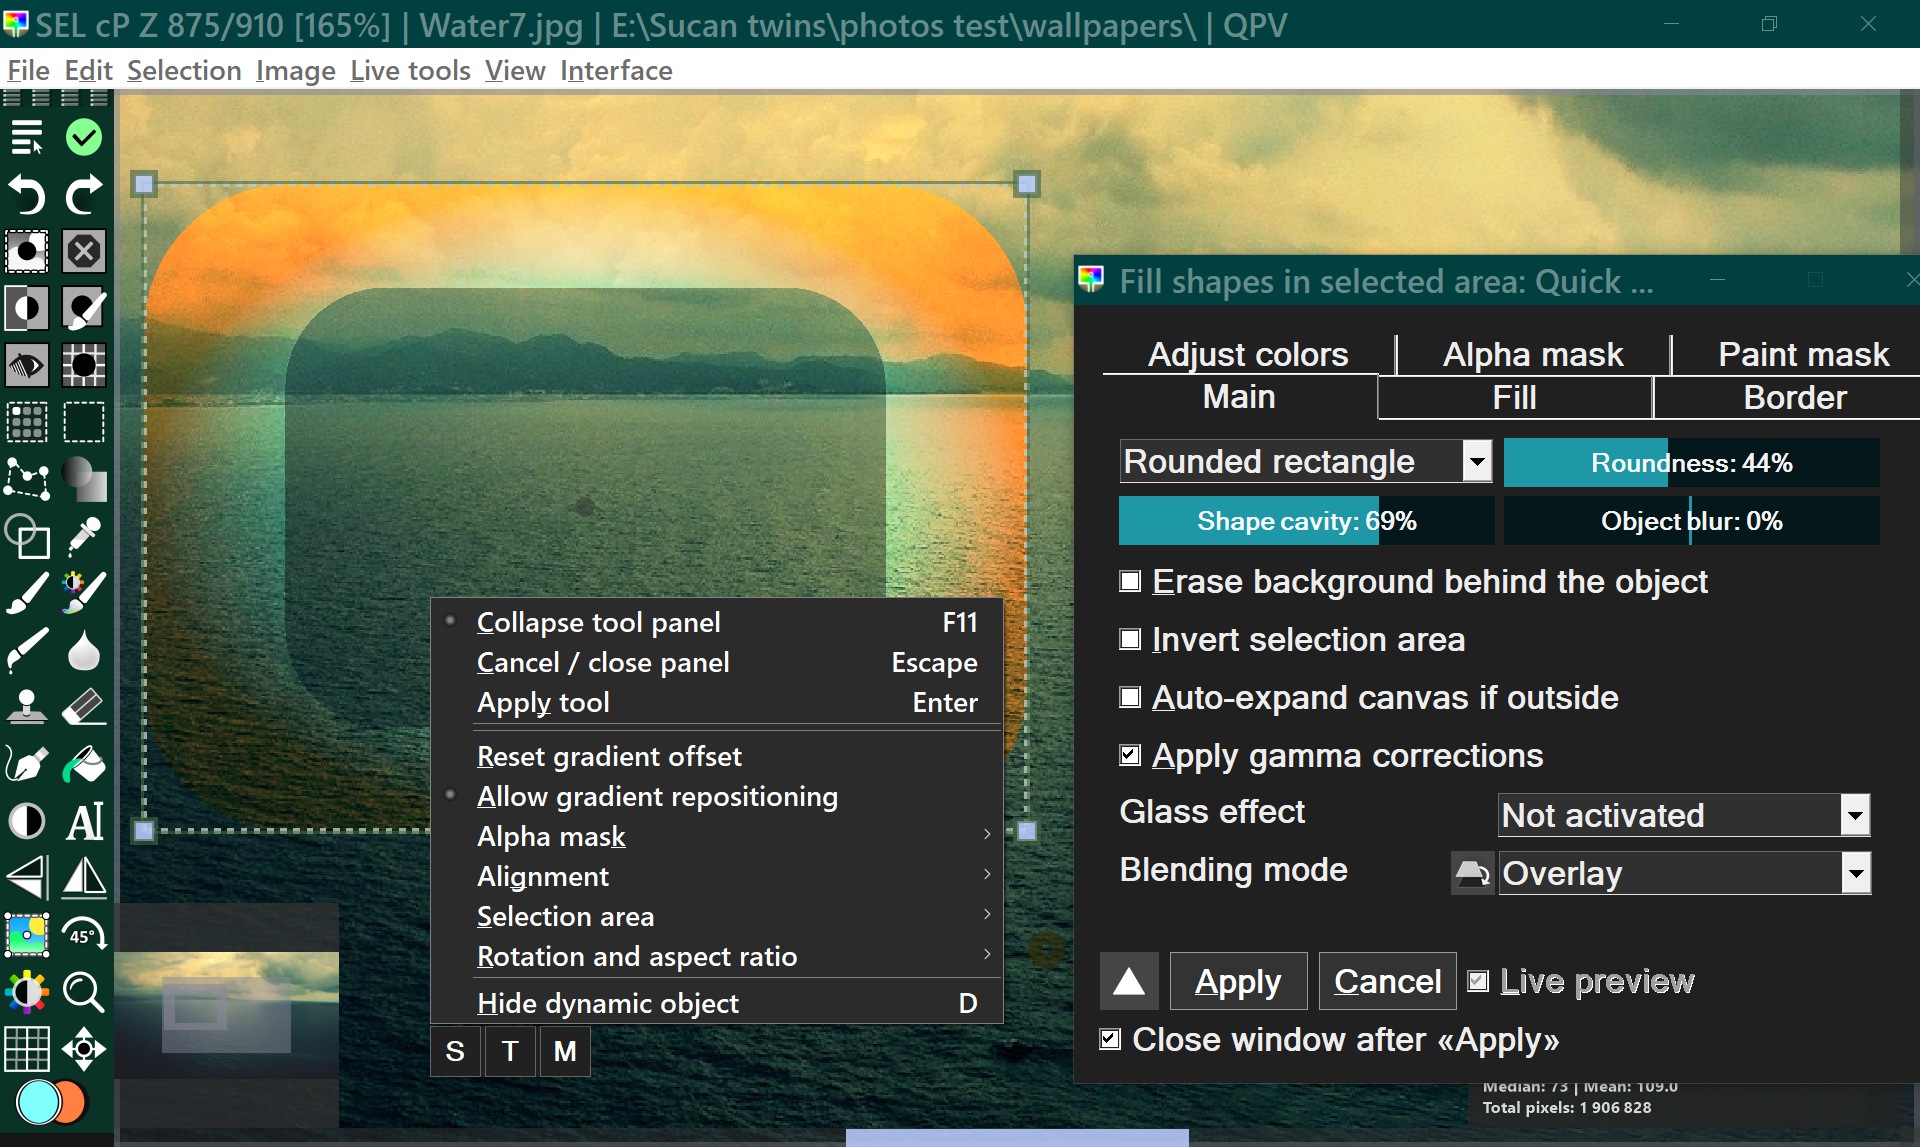 SEL cP Z 875/910 [165%] | Water7.jpg | E:\Sucan twins\photos test\wallpapers\ | QPV
File Edit Selection Image Live tools View Interface
Fill shapes in selected area: Quick ...
Adjust colors Alpha mask Paint mask
Main Fill Border
Rounded rectangle Roundness: 44%
Shape cavity: 69% Object blur: 0%
Erase background behind the object
Invert selection area
Auto-expand canvas if outside
Apply gamma corrections
Glass effect Not activated
Blending mode Overlay
Apply Cancel Live preview
Close window after «Apply»
Collapse tool panel F11
Cancel / close panel Escape
Apply tool Enter
Reset gradient offset
Allow gradient repositioning
Alpha mask
Alignment
Selection area
Rotation and aspect ratio
Hide dynamic object D
S T M
AI
45°
Median: 73 | Mean: 109.0
Total pixels: 1 906 828